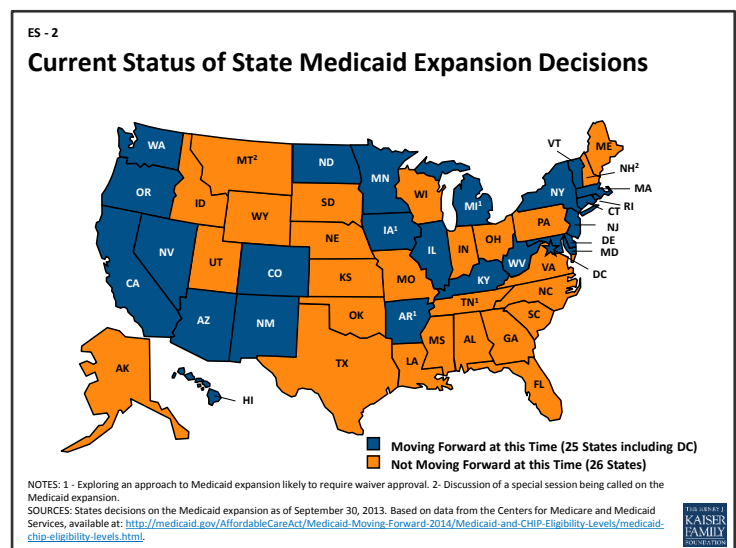 ES - 2
Current Status of State Medicaid Expansion Decisions
WA
OR
CA
NV
ID
MT²
WY
UT
AZ
CO
NM
ND
SD
NE
KS
OK
TX
MN
IA¹
MO
AR¹
LA
WI
IL
MI¹
IN
OH
KY
TN¹
MS
AL
GA
FL
SC
NC
VA
WV
PA
NY
VT
ME
NH²
MA
RI
CT
NJ
DE
MD
DC
AK
HI
Moving Forward at this Time (25 States including DC)
Not Moving Forward at this Time (26 States)
NOTES: 1 - Exploring an approach to Medicaid expansion likely to require waiver approval. 2- Discussion of a special session being called on the
Medicaid expansion.
SOURCES: States decisions on the Medicaid expansion as of September 30, 2013. Based on data from the Centers for Medicare and Medicaid
Services, available at: http://medicaid.gov/AffordableCareAct/Medicaid-Moving-Forward-2014/Medicaid-and-CHIP-Eligibility-Levels/medicaid-
chip-eligibility-levels.html.
THE HENRY J.
KAISER
FAMILY
FOUNDATION